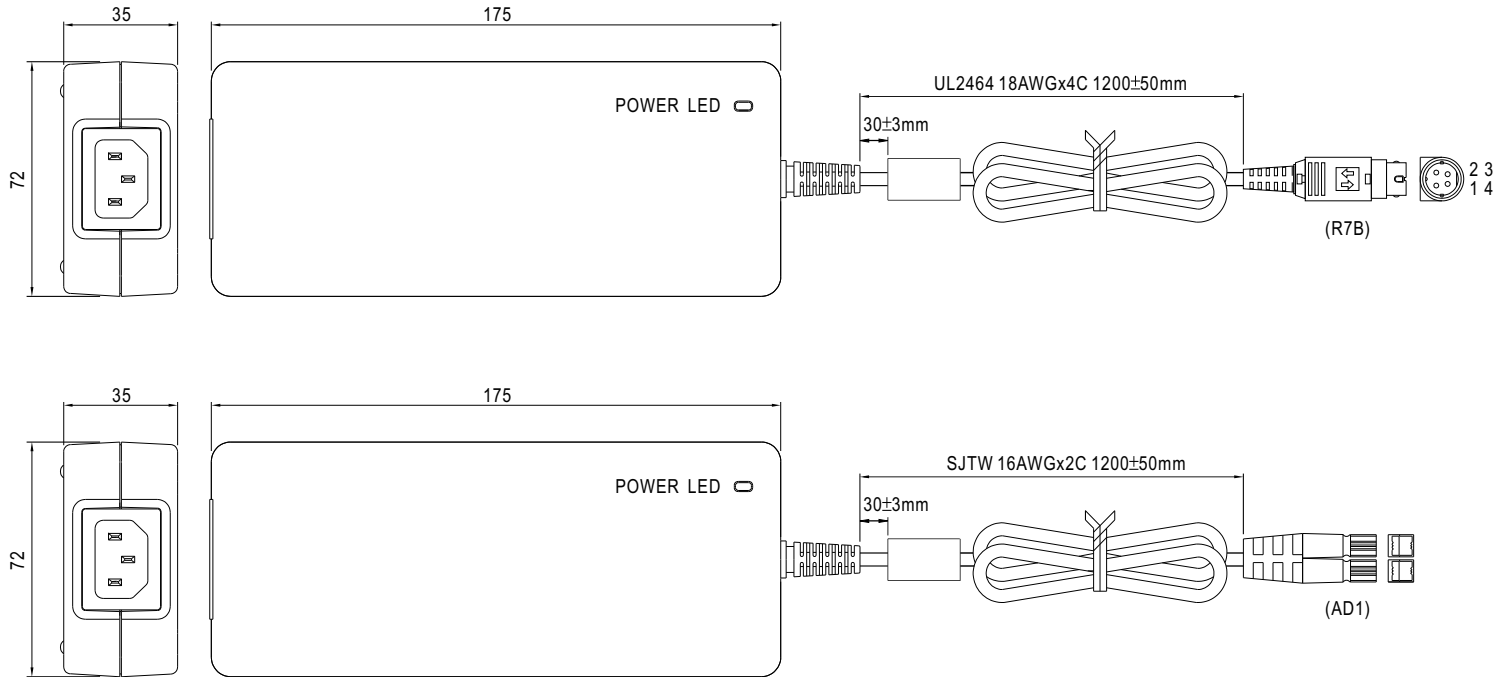 35
175
72
POWER LED
UL2464 18AWGx4C 1200±50mm
30±3mm
2 3
1 4
(R7B)
35
175
72
POWER LED
SJTW 16AWGx2C 1200±50mm
30±3mm
(AD1)